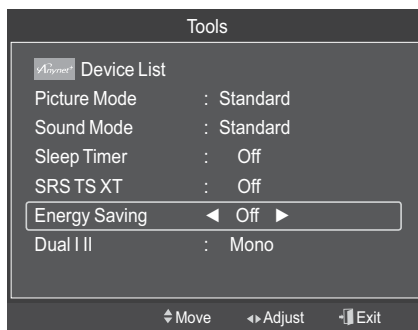 Tools
Anynet+ Device List
Picture Mode : Standard
Sound Mode : Standard
Sleep Timer : Off
SRS TS XT : Off
Energy Saving ◄ Off ►
Dual I II : Mono
Move Adjust Exit